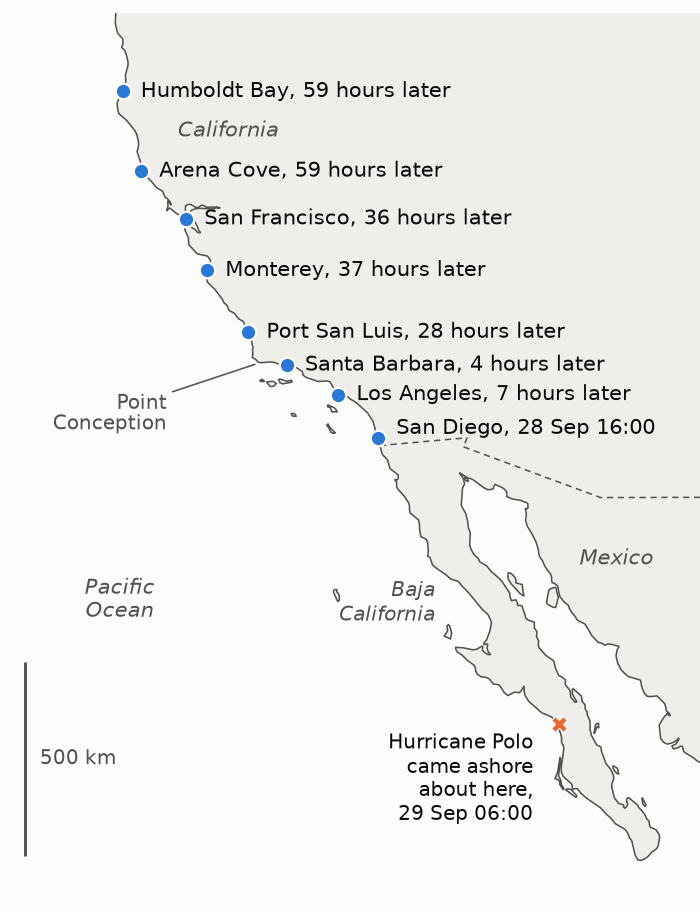 Humboldt Bay, 59 hours later
California
Arena Cove, 59 hours later
San Francisco, 36 hours later
Monterey, 37 hours later
Port San Luis, 28 hours later
Santa Barbara, 4 hours later
Los Angeles, 7 hours later
Point
Conception
San Diego, 28 Sep 16:00
Mexico
Pacific
Ocean
Baja
California
Hurricane Polo
came ashore
about here,
29 Sep 06:00
500 km